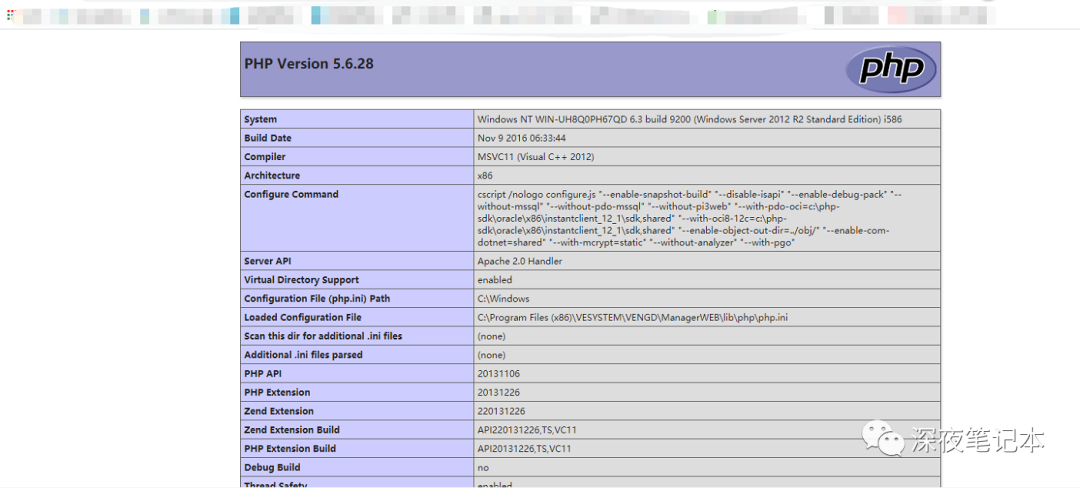 PHP Version 5.6.28
php
System Windows NT WIN-UH8Q0PH67QD 6.3 build 9200 (Windows Server 2012 R2 Standard Edition) i586
Build Date Nov 9 2016 06:33:44
Compiler MSVC11 (Visual C++ 2012)
Architecture x86
Configure Command cscript /nologo configure.js "--enable-snapshot-build" "--disable-isapi" "--enable-debug-pack" "--
without-mssql" "--without-pdo-mssql" "--without-pi3web" "--with-pdo-oci=c:\php-
sdk\oracle\x86\instantclient_12_1\sdk,shared" "--with-oci8-12c=c:\php-
sdk\oracle\x86\instantclient_12_1\sdk,shared" "--enable-object-out-dir=../obj/" "--enable-com-
dotnet=shared" "--with-mcrypt=static" "--without-analyzer" "--with-pgo"
Server API Apache 2.0 Handler
Virtual Directory Support enabled
Configuration File (php.ini) Path C:\Windows
Loaded Configuration File C:\Program Files (x86)\VESYSTEM\VENGD\ManagerWEB\lib\php\php.ini
Scan this dir for additional .ini files (none)
Additional .ini files parsed (none)
PHP API 20131106
PHP Extension 20131226
Zend Extension 220131226
Zend Extension Build API220131226,TS,VC11
PHP Extension Build API20131226,TS,VC11
Debug Build no
Thread Safety enabled
深夜笔记本